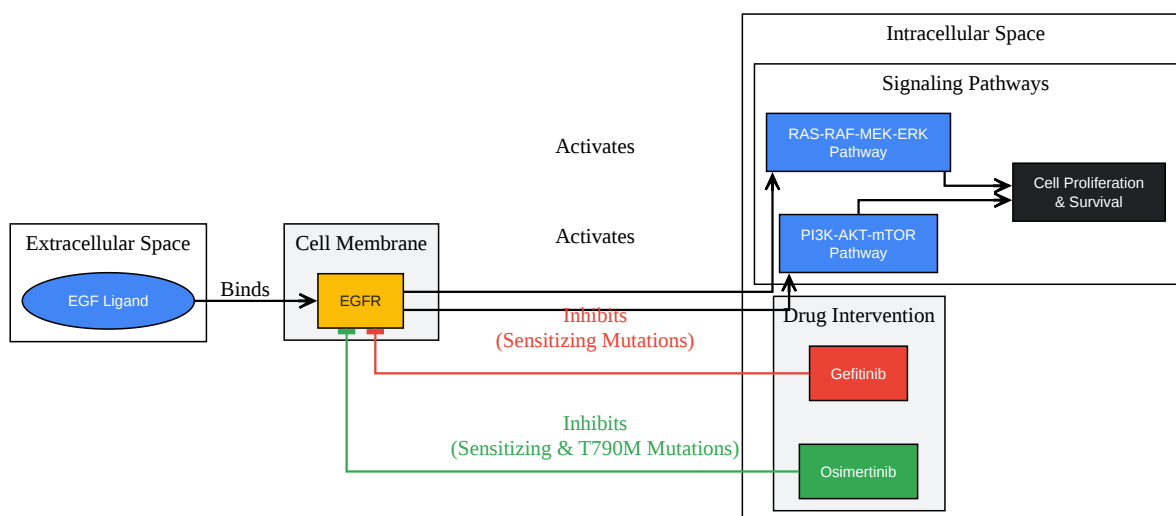 Intracellular Space
Signaling Pathways
RAS-RAF-MEK-ERK
Pathway
Activates
Cell Proliferation
& Survival
PI3K-AKT-mTOR
Pathway
Activates
Extracellular Space
Cell Membrane
EGF Ligand
Binds
EGFR
Inhibits
(Sensitizing Mutations)
Drug Intervention
Gefitinib
Inhibits
(Sensitizing & T790M Mutations)
Osimertinib